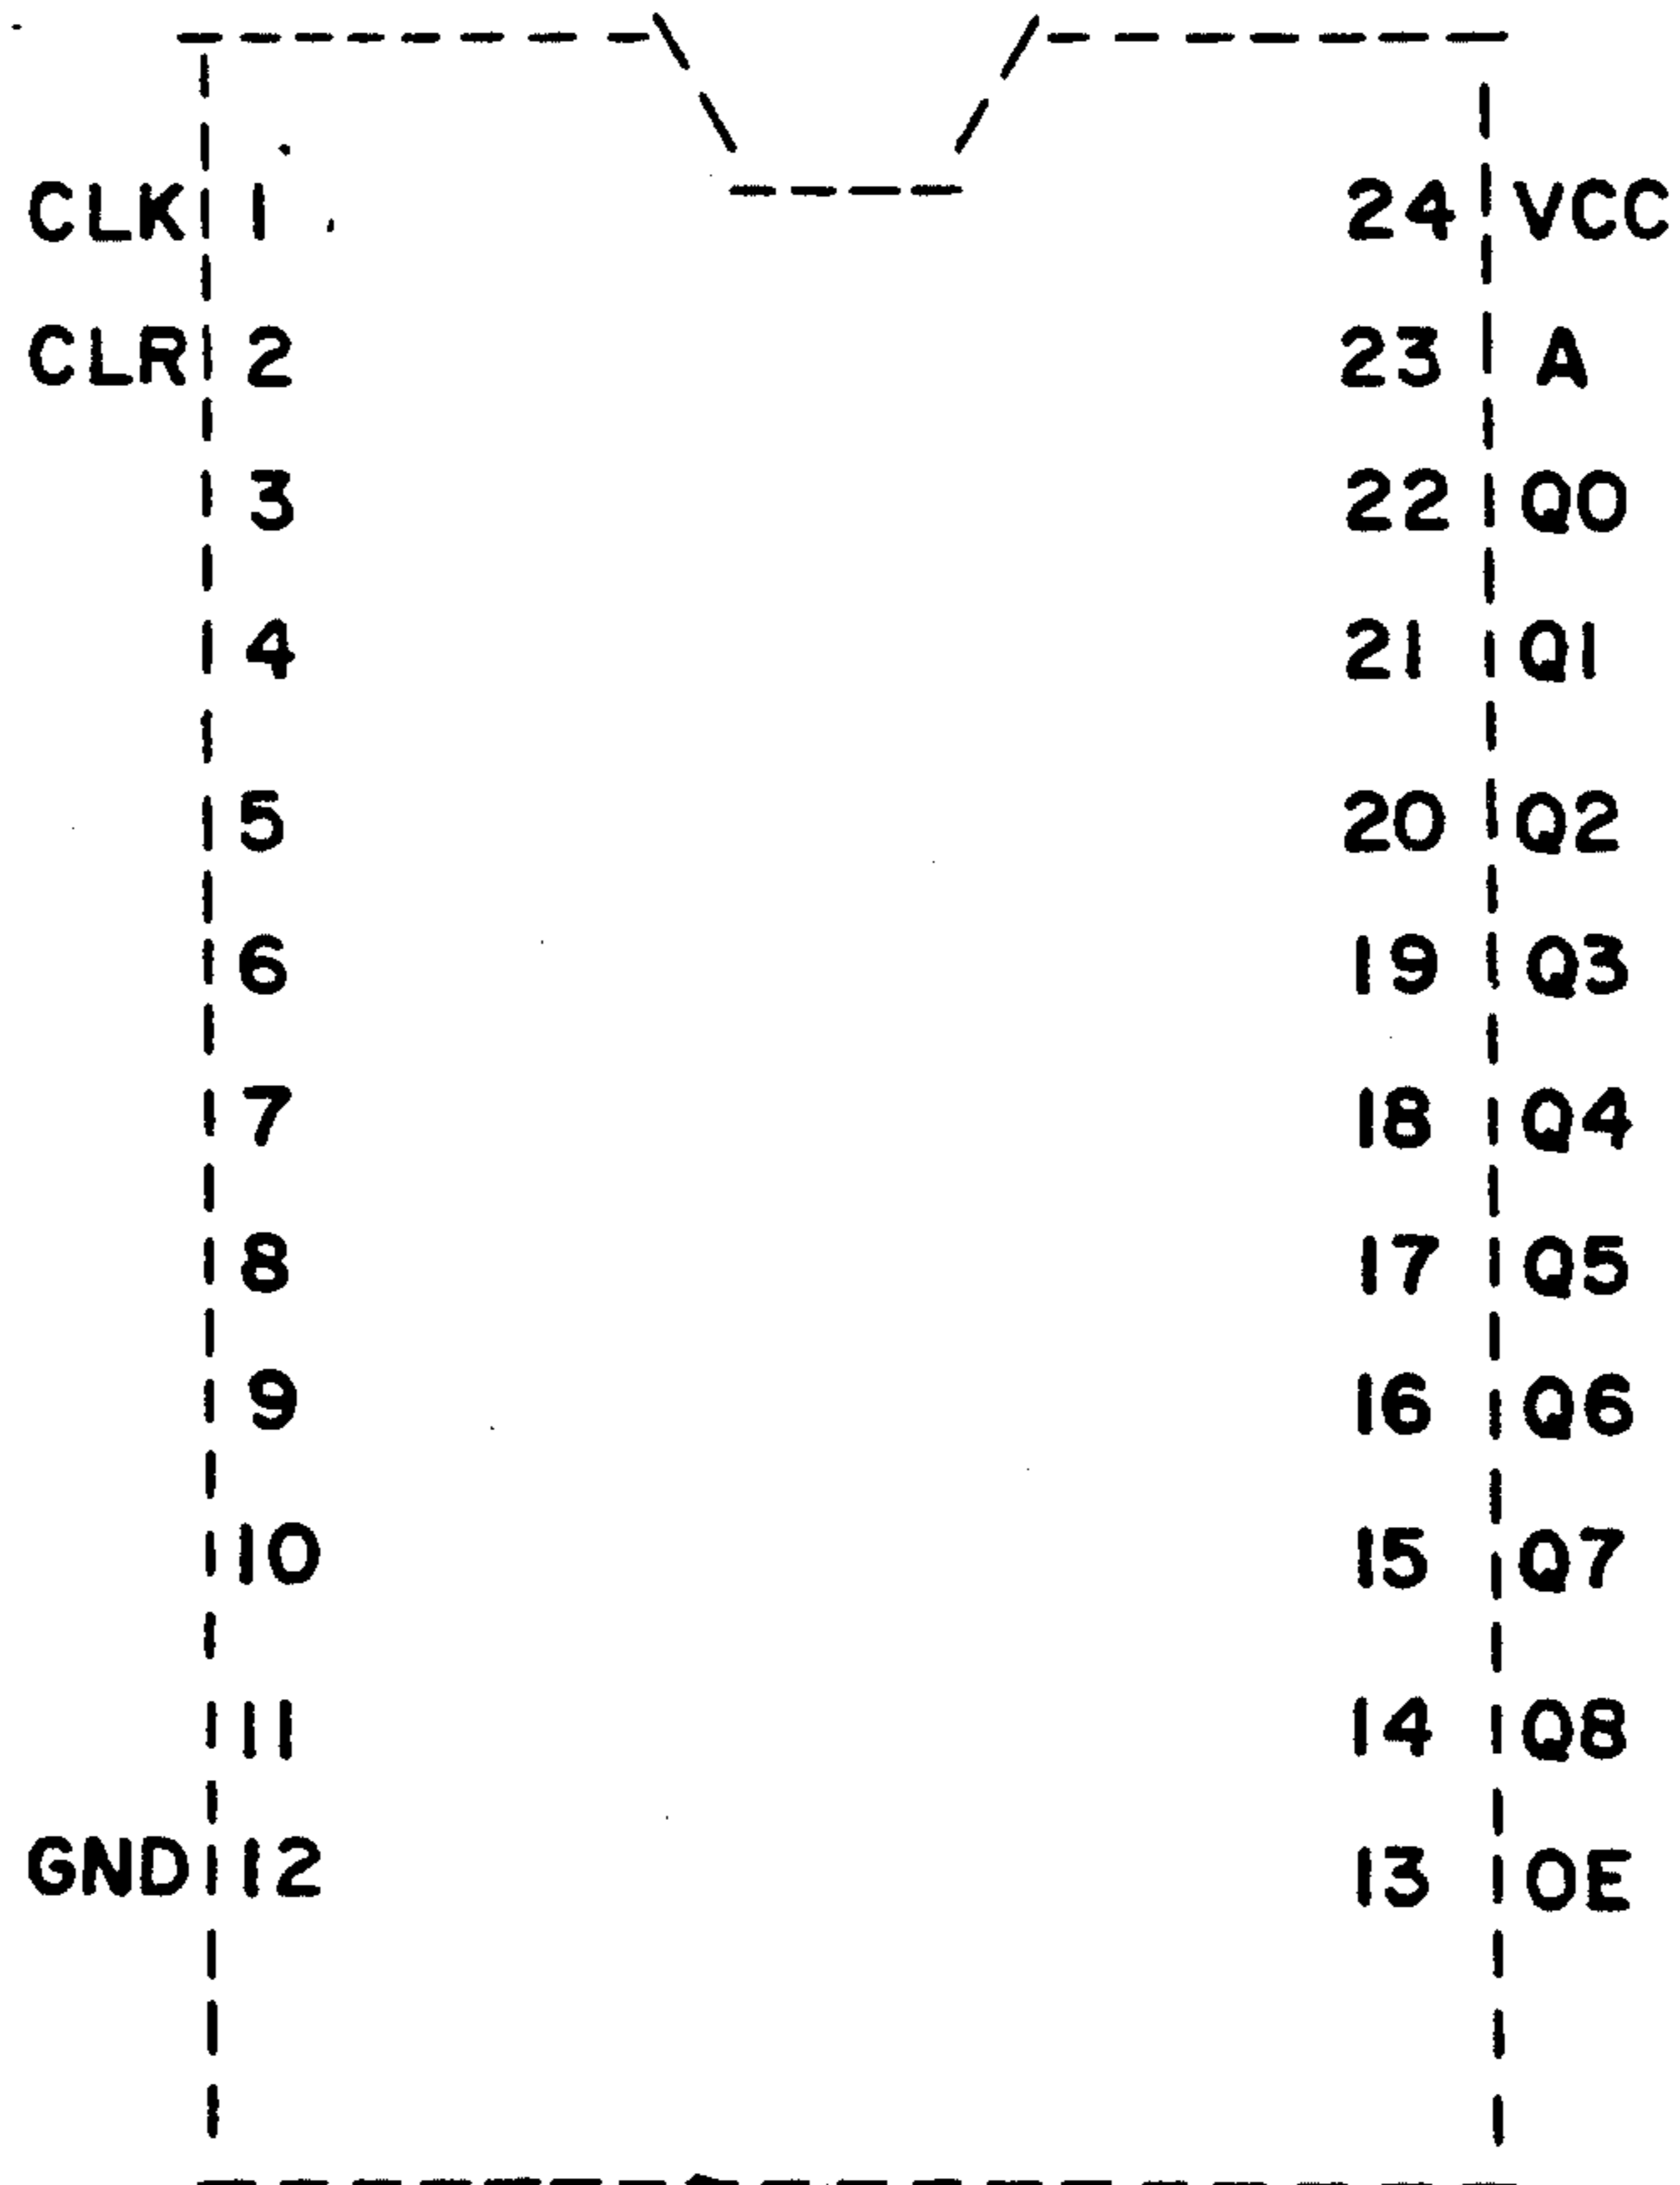 CLK 1 24 VCC
CLR 2 23 A
3 22 Q0
4 21 Q1
5 20 Q2
6 19 Q3
7 18 Q4
8 17 Q5
9 16 Q6
10 15 Q7
11 14 Q8
GND 12 13 OE